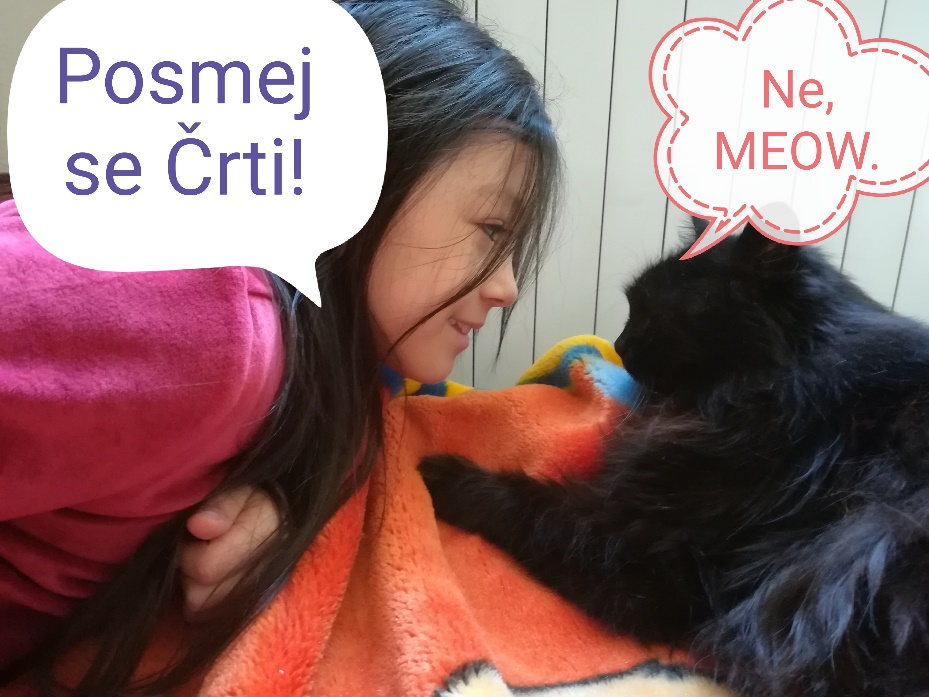 Posmej
se Črti!
Ne,
MEOW.